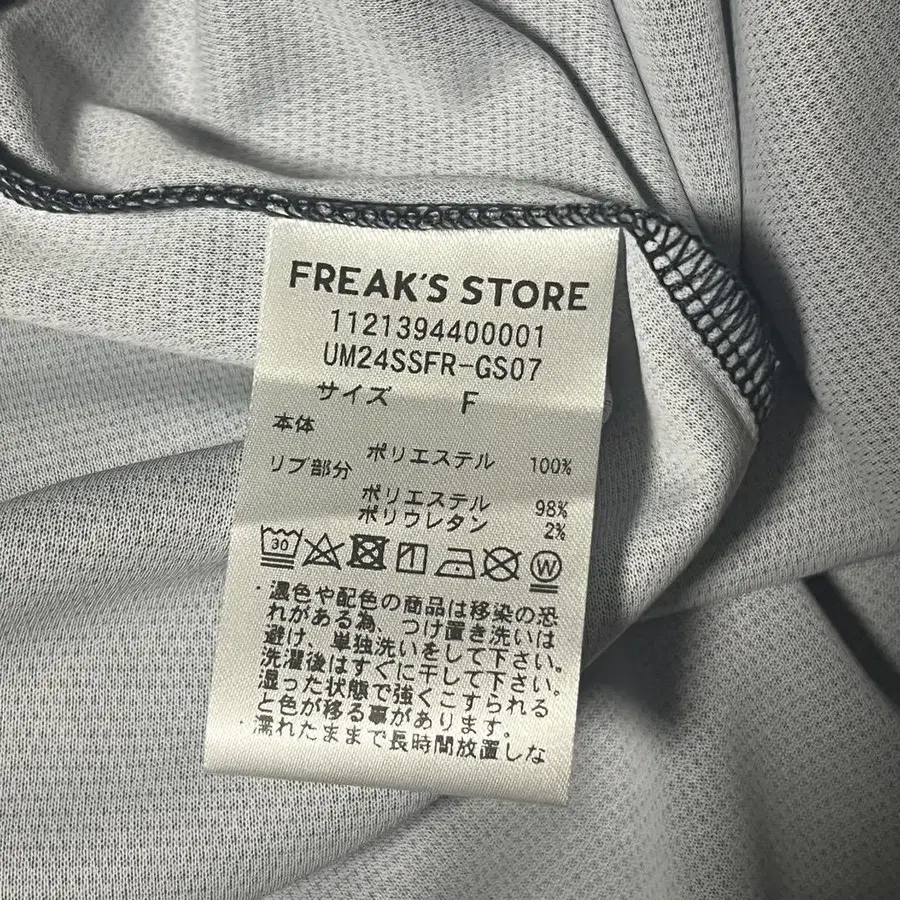 FREAK'S STORE
1121394400001
UM24SSFR-GS07
サイズ F
本体
ポリエステル 100%
リブ部分
ポリエステル 98%
ポリウレタン 2%
30 W
・濃色や配色の商品は移染の恐
れがある為、つけ置き洗いは
避け、単独洗いをして下さい。
洗濯後はすぐに干して下さい。
湿った状態で強くこすられる
と色が移る事があります。
・濡れたままで長時間放置しな